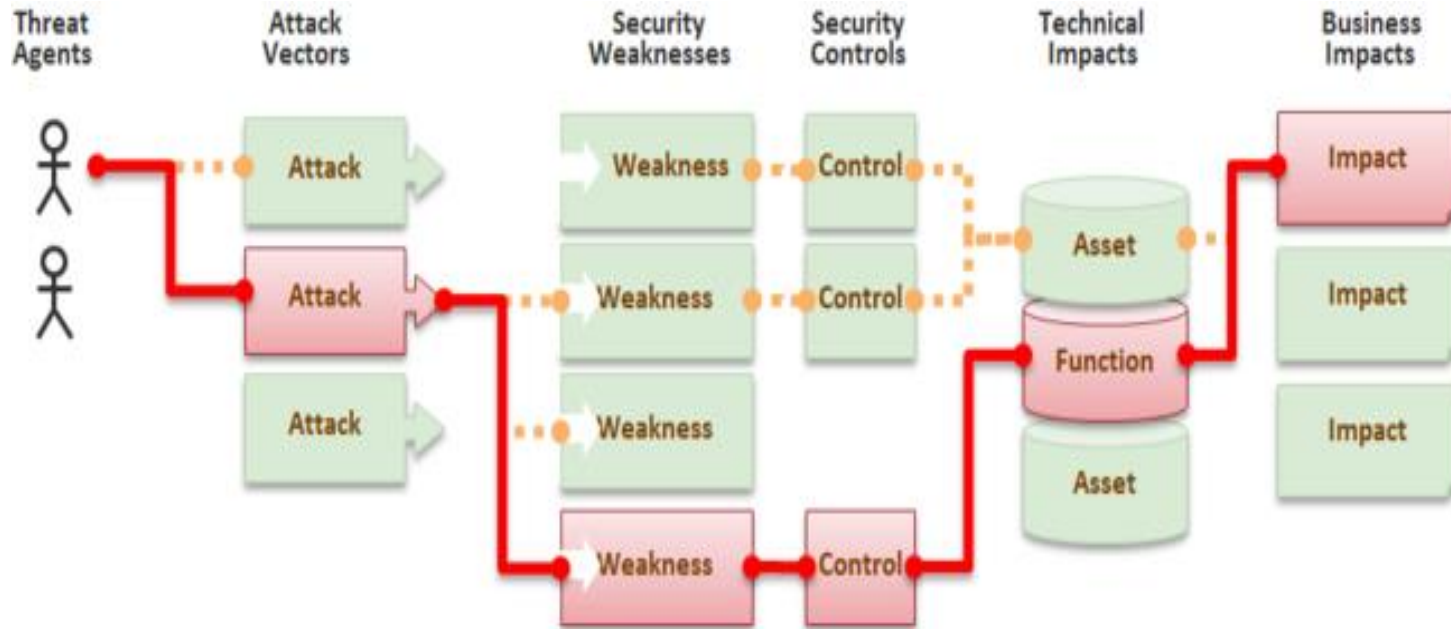 Threat
Agents
Attack
Vectors
Security
Weaknesses
Security
Controls
Technical
Impacts
Business
Impacts
Attack
Weakness
Control
Impact
Asset
Attack
Weakness
Control
Impact
Function
Attack
Weakness
Impact
Asset
Weakness
Control